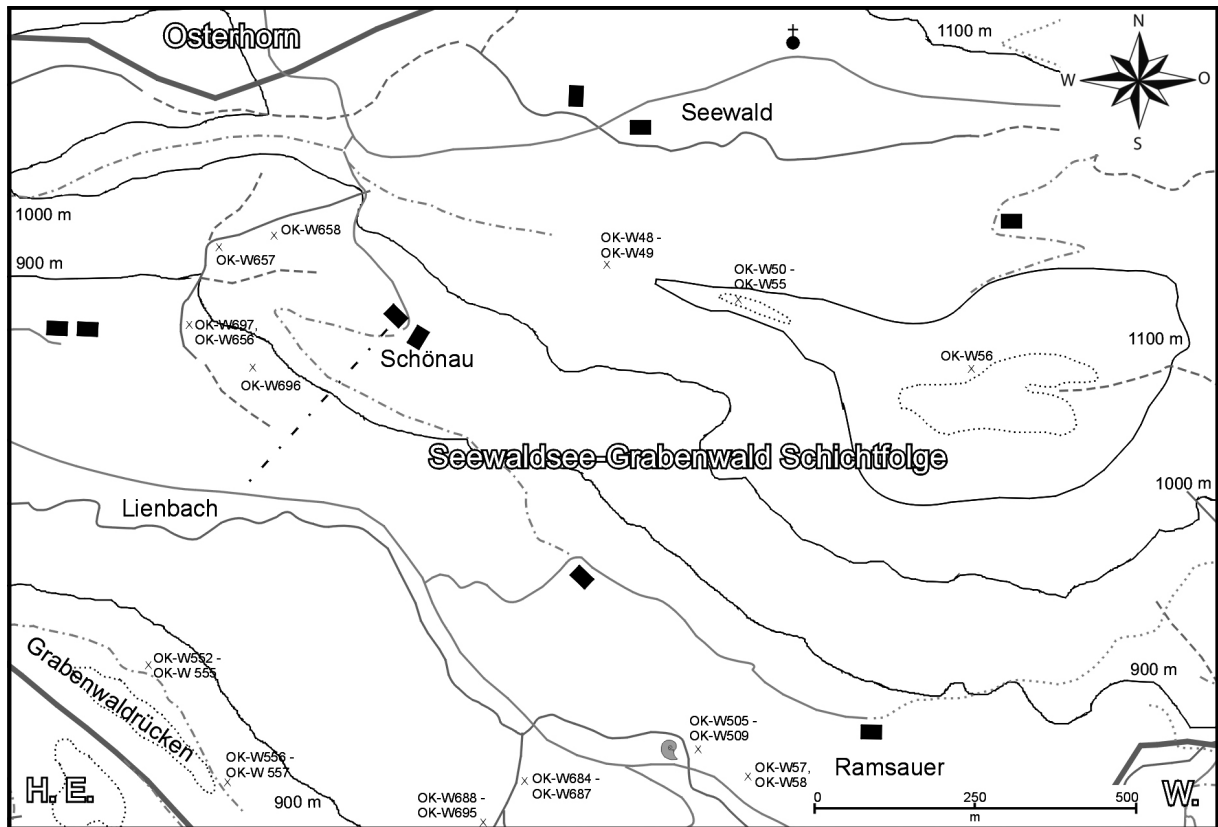 Osterhorn
1100 m
N
W
O
S
Seewald
1000 m
OK-W658
OK-W657
OK-W48 -
OK-W49
900 m
OK-W50 -
OK-W55
OK-W697,
OK-W656
1100 m
Schönau
OK-W56
OK-W696
Seewaldsee-Grabenwald Schichtfolge
1000 m
Lienbach
Grabenwaldrücken
OK-W552 -
OK-W 555
900 m
OK-W505 -
OK-W509
OK-W556 -
OK-W 557
Ramsauer
OK-W57,
OK-W58
OK-W684 -
OK-W687
H. E.
900 m
OK-W688 -
OK-W695
0
250
500
m
W.